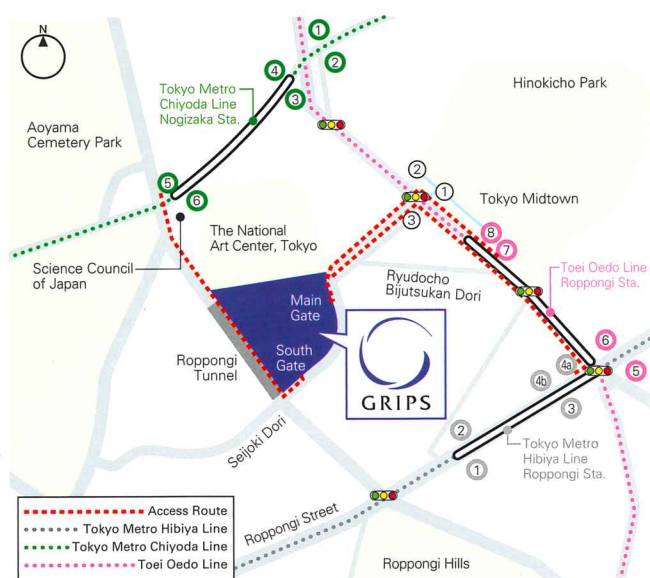 N
1
2
4
3
Tokyo Metro
Chiyoda Line
Nogizaka Sta.
Hinokicho Park
Aoyama
Cemetery Park
5
6
2
1
3
Tokyo Midtown
8
7
The National
Art Center, Tokyo
Science Council
of Japan
Ryudocho
Bijutsukan Dori
Toei Oedo Line
Roppongi Sta.
Main
Gate
South
Gate
Roppongi
Tunnel
GRIPS
6
5
4a
4b
3
2
1
Tokyo Metro
Hibiya Line
Roppongi Sta.
Seijoki Dori
Roppongi Street
Roppongi Hills
Access Route
Tokyo Metro Hibiya Line
Tokyo Metro Chiyoda Line
Toei Oedo Line